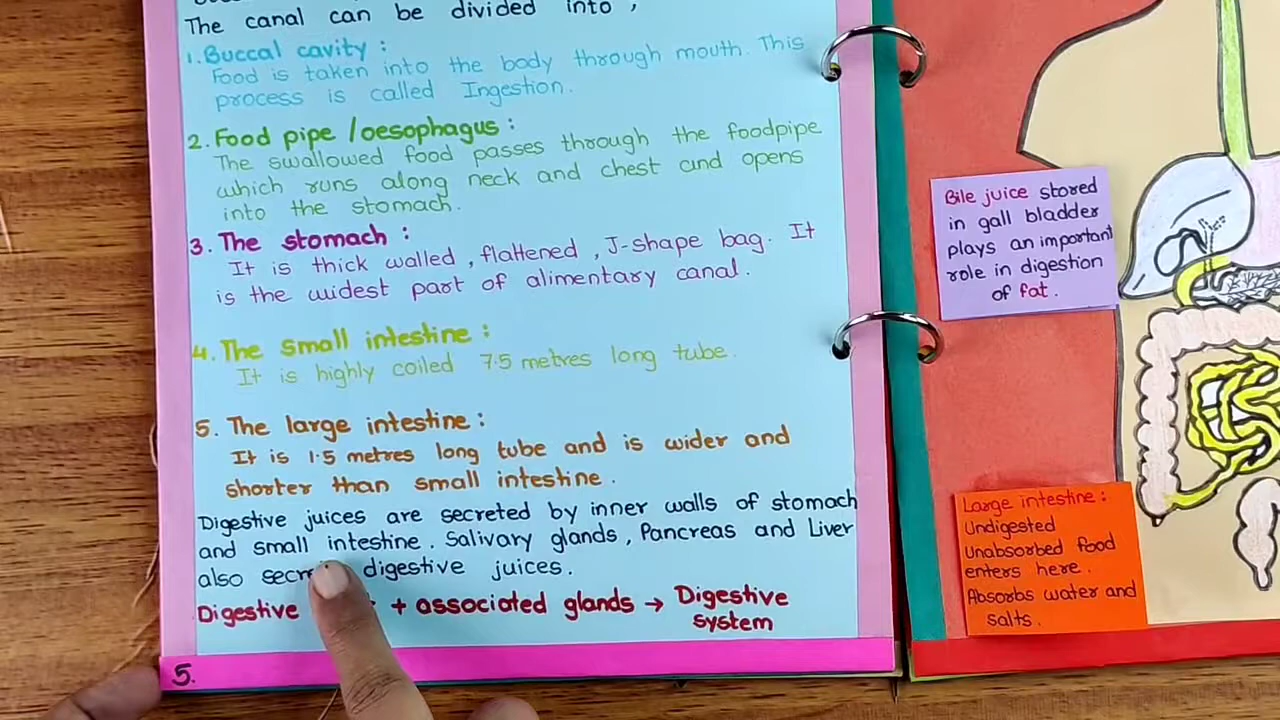 The canal can be divided into,
1. Buccal cavity:
Food is taken into the body through mouth. This
process is called Ingestion.
2. Food pipe/oesophagus:
The swallowed food passes through the foodpipe
which runs along neck and chest and opens
into the stomach.
3. The stomach:
It is thick walled, flattened, J-shape bag. It
is the widest part of alimentary canal.
4. The small intestine:
It is highly coiled 7.5 metres long tube.
5. The large intestine:
It is 1.5 metres long tube and is wider and
shorter than small intestine.
Digestive juices are secreted by inner walls of stomach
and small intestine. Salivary glands, Pancreas and Liver
also digestive juices.
Digestive + associated glands → Digestive
system
5.
Bile juice stored
in gall bladder
plays an important
role in digestion
of fat.
Large intestine:
Undigested
Unabsorbed food
enters here.
Absorbs water and
salts.